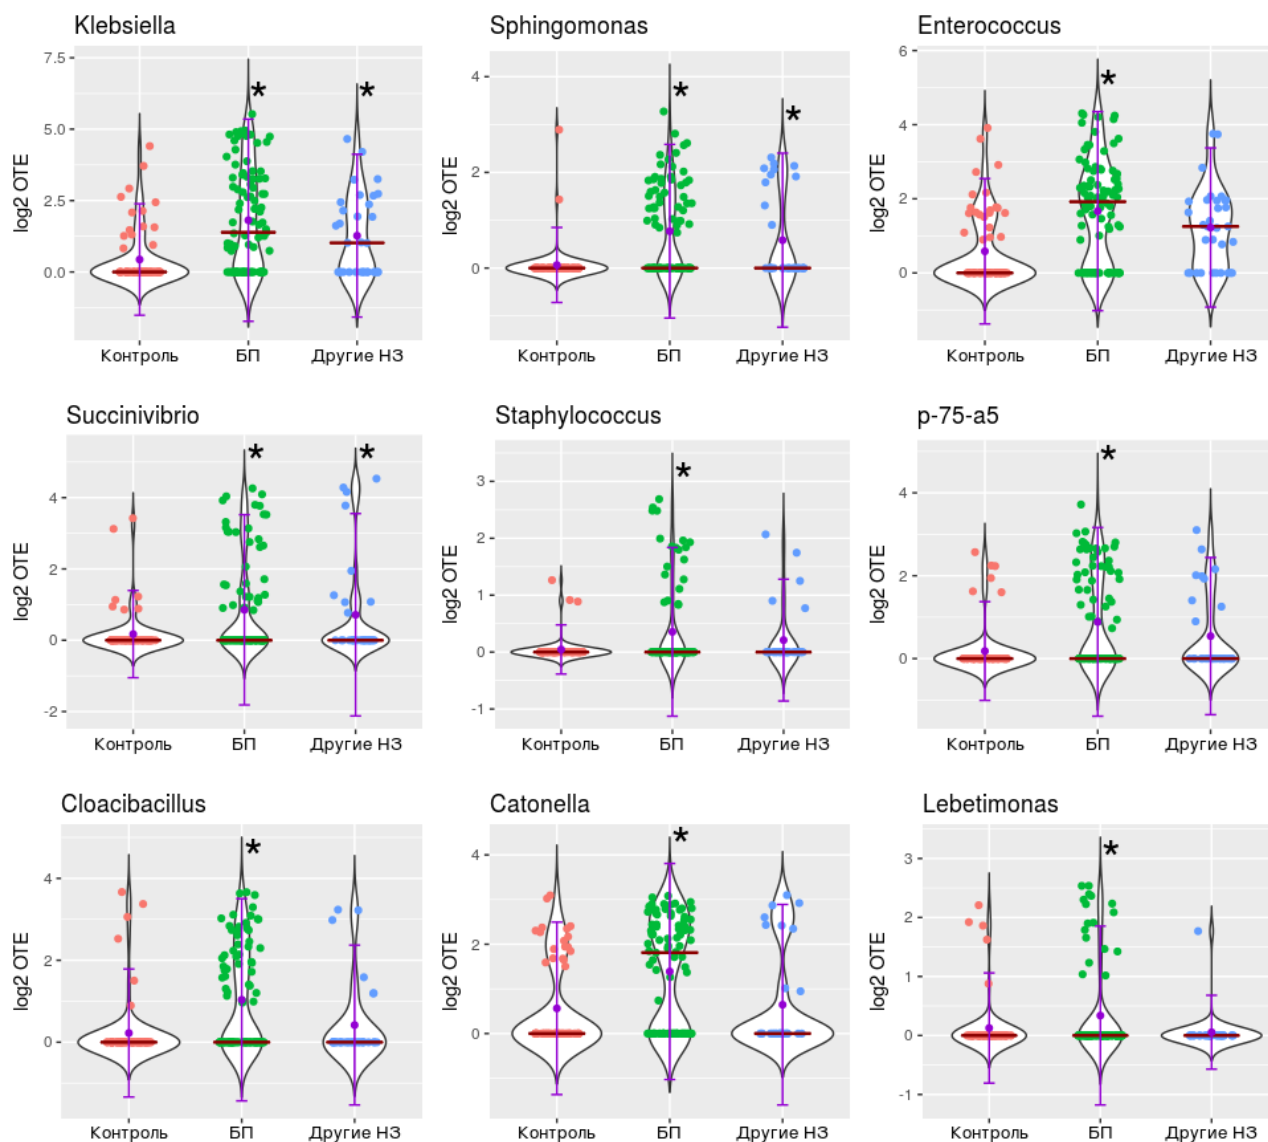 Klebsiella
Sphingomonas
Enterococcus
7.5
5.0
2.5
0.0
log2 OTE
*
*
Контроль
БП
Другие НЗ
4
2
0
log2 OTE
*
*
Контроль
БП
Другие НЗ
6
4
2
0
log2 OTE
*
Контроль
БП
Другие НЗ
Succinivibrio
Staphylococcus
p-75-a5
4
2
0
-2
log2 OTE
*
*
Контроль
БП
Другие НЗ
3
2
1
0
-1
log2 OTE
*
Контроль
БП
Другие НЗ
4
2
0
log2 OTE
*
Контроль
БП
Другие НЗ
Cloacibacillus
Catonella
Lebetimonas
4
2
0
log2 OTE
*
Контроль
БП
Другие НЗ
4
2
0
log2 OTE
*
Контроль
БП
Другие НЗ
3
2
1
0
-1
log2 OTE
*
Контроль
БП
Другие НЗ